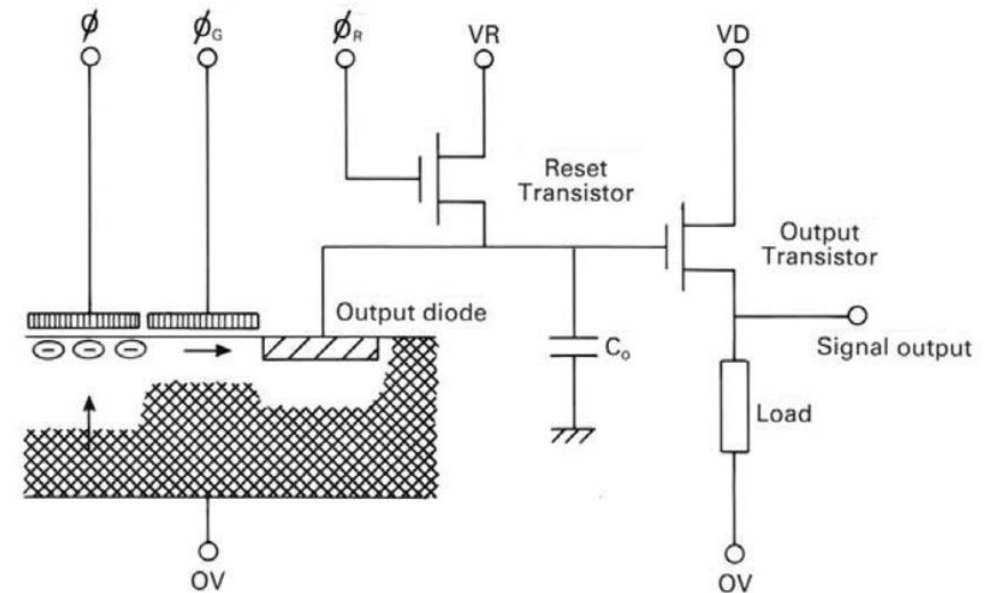 ϕ ϕG ϕR VR VD
Reset
Transistor
Output
Transistor
Output diode
Co
Signal output
Load
OV
OV